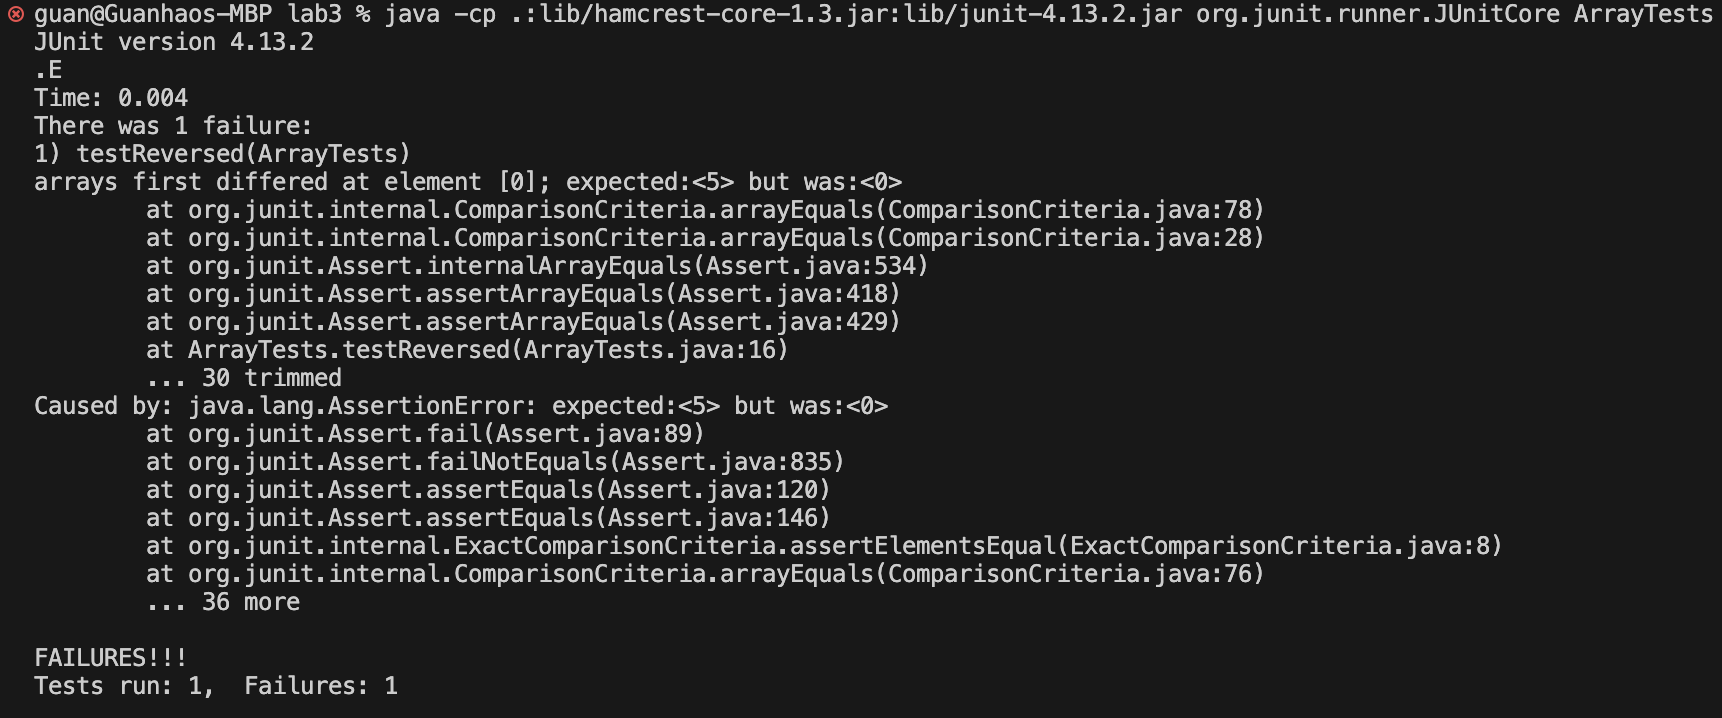 guan@Guanhaos-MBP lab3 % java -cp .:lib/hamcrest-core-1.3.jar:lib/junit-4.13.2.jar org.junit.runner.JUnitCore ArrayTests
JUnit version 4.13.2
.E
Time: 0.004
There was 1 failure:
1) testReversed(ArrayTests)
arrays first differed at element [0]; expected:<5> but was:<0>
        at org.junit.internal.ComparisonCriteria.arrayEquals(ComparisonCriteria.java:78)
        at org.junit.internal.ComparisonCriteria.arrayEquals(ComparisonCriteria.java:28)
        at org.junit.Assert.internalArrayEquals(Assert.java:534)
        at org.junit.Assert.assertArrayEquals(Assert.java:418)
        at org.junit.Assert.assertArrayEquals(Assert.java:429)
        at ArrayTests.testReversed(ArrayTests.java:16)
        ... 30 trimmed
Caused by: java.lang.AssertionError: expected:<5> but was:<0>
        at org.junit.Assert.fail(Assert.java:89)
        at org.junit.Assert.failNotEquals(Assert.java:835)
        at org.junit.Assert.assertEquals(Assert.java:120)
        at org.junit.Assert.assertEquals(Assert.java:146)
        at org.junit.internal.ExactComparisonCriteria.assertElementsEqual(ExactComparisonCriteria.java:8)
        at org.junit.internal.ComparisonCriteria.arrayEquals(ComparisonCriteria.java:76)
        ... 36 more

FAILURES!!!
Tests run: 1,  Failures: 1